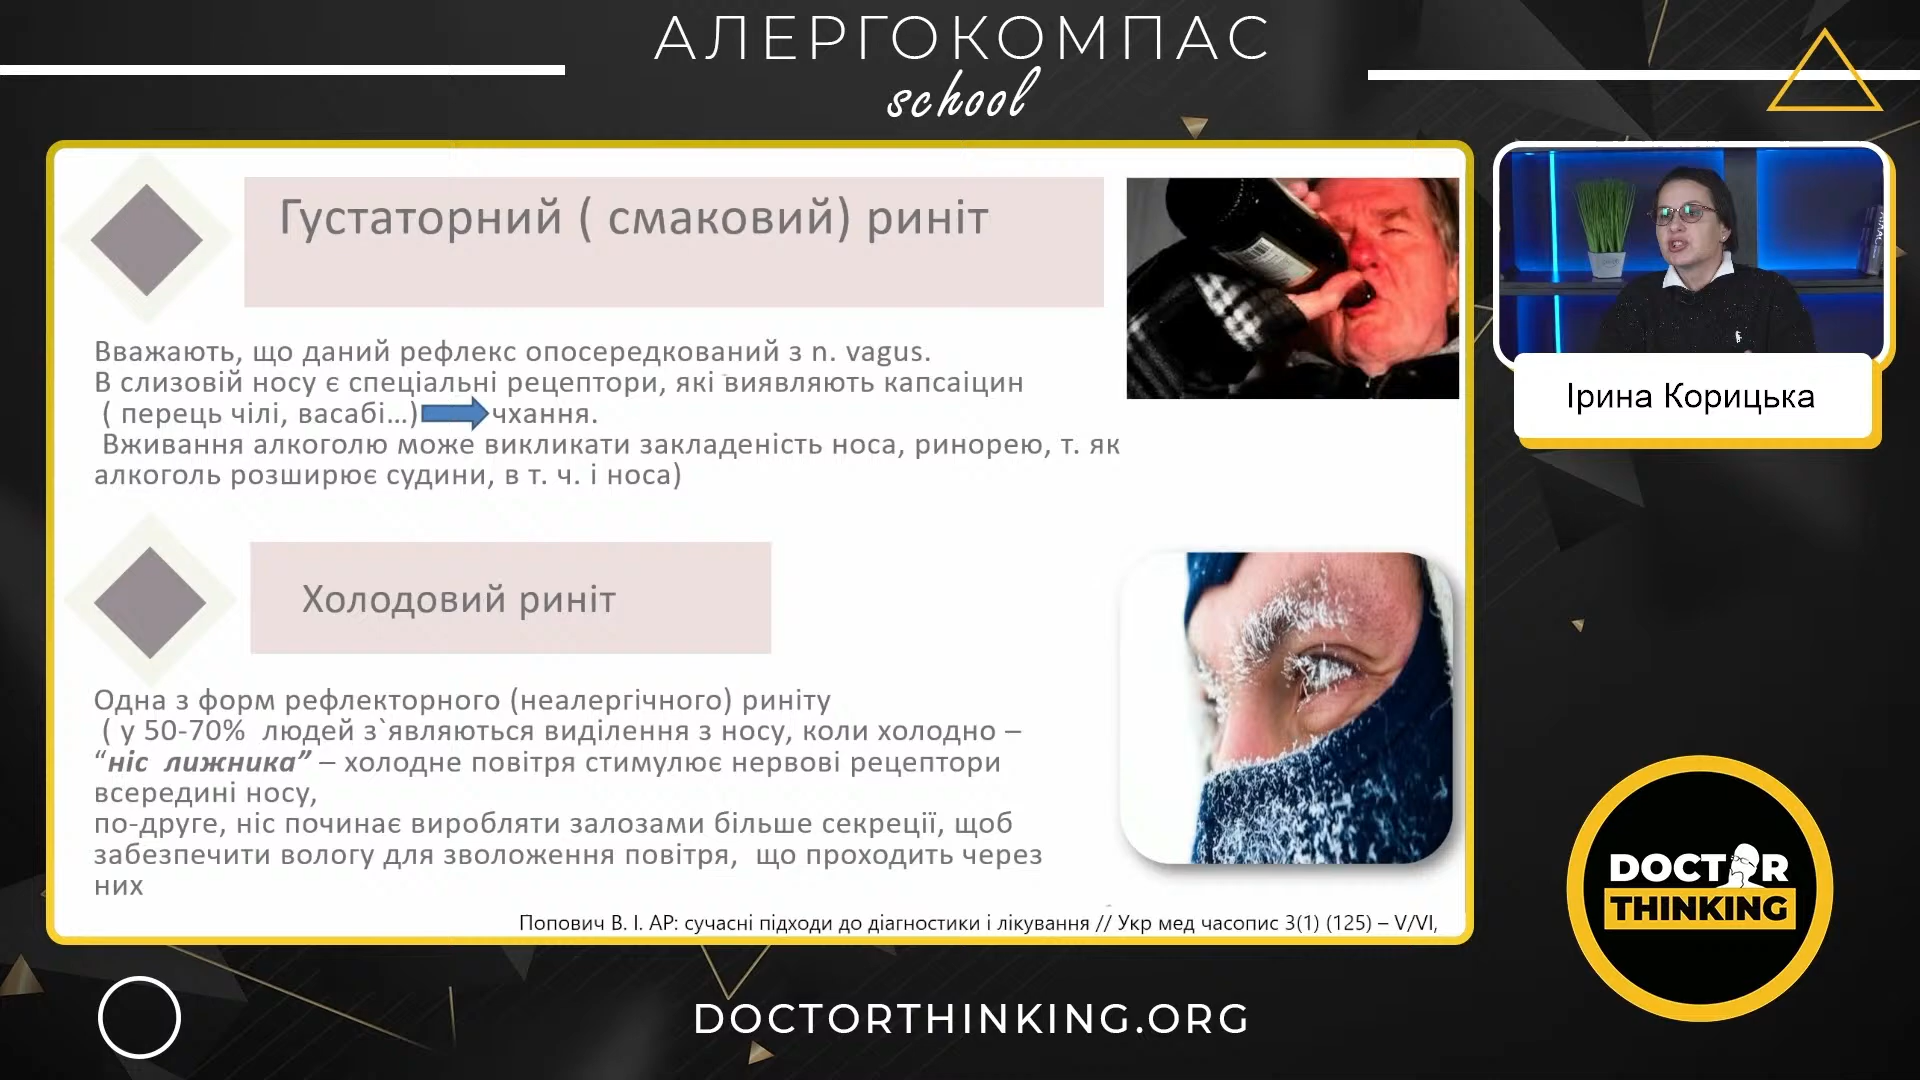 АЛЕРГОКОМПАС
school
Густаторний ( смаковий) риніт
Вважають, що даний рефлекс опосередкований з n. vagus.
В слизовій носу є спеціальні рецептори, які виявляють капсаіцин
( перець чілі, васабі…) чхання.
Вживання алкоголю може викликати закладеність носа, ринорею, т. як
алкоголь розширює судини, в т. ч. і носа)
Холодовий риніт
Одна з форм рефлекторного (неалергічного) риніту
( у 50-70% людей з`являються виділення з носу, коли холодно –
“ніс лижника” – холодне повітря стимулює нервові рецептори
всередині носу,
по-друге, ніс починає виробляти залозами більше секреції, щоб
забезпечити вологу для зволоження повітря, що проходить через
них
Попович В. І. АР: сучасні підходи до діагностики і лікування // Укр мед часопис 3(1) (125) – V/VI,
Ірина Корицька
DOCTOR
THINKING
DOCTORTHINKING.ORG